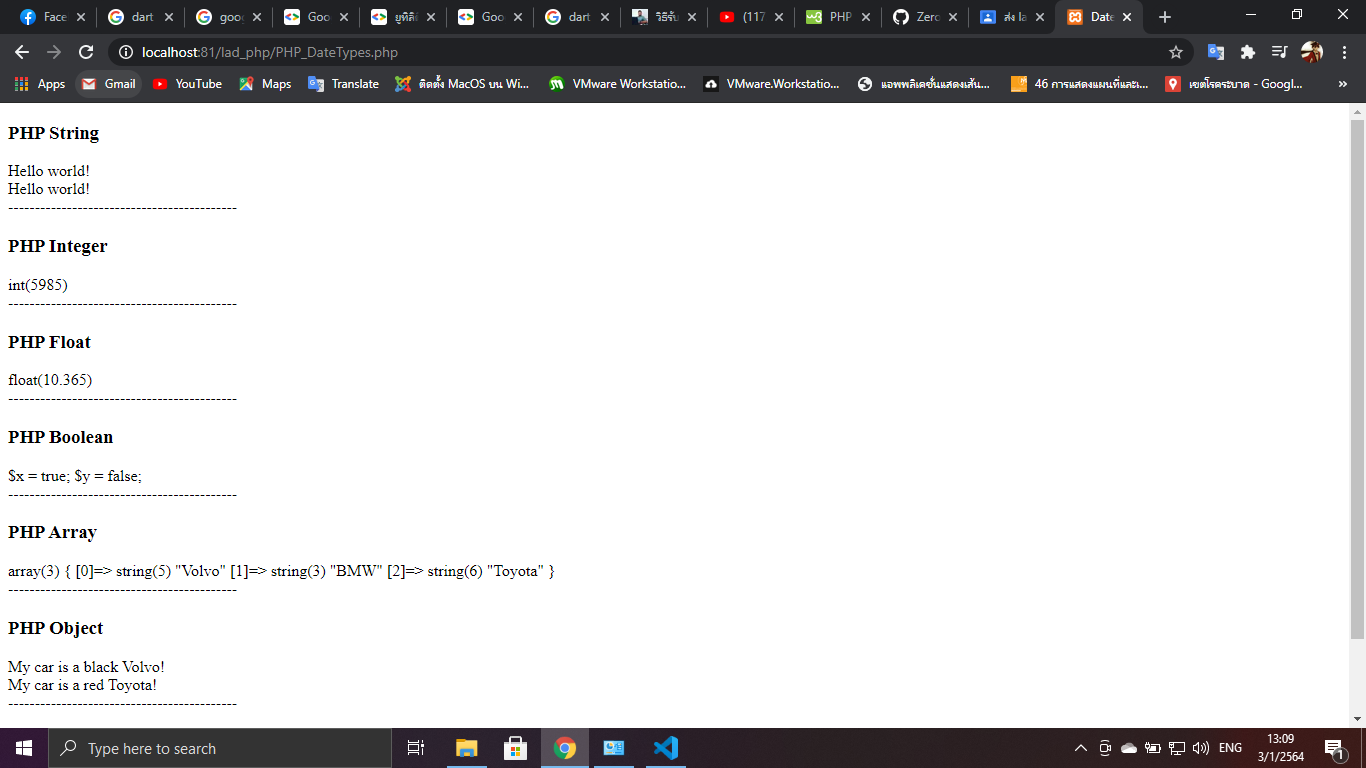 Face dart goog Goo ยูทิลิตี Goo dart วิธีรับ (117 PHP Zero ส่ง la Date
localhost:81/lad_php/PHP_DateTypes.php
Apps Gmail YouTube Maps Translate ติดตั้ง MacOS บน Wi... VMware Workstatio... VMware.Workstatio... แอพพลิเคชั่นแสดงเส้น... 46 การแสดงแผนที่และเ... เขตโรคระบาด - Googl... »
PHP String
Hello world!
Hello world!
-------------------------------------------
PHP Integer
int(5985)
-------------------------------------------
PHP Float
float(10.365)
-------------------------------------------
PHP Boolean
$x = true; $y = false;
-------------------------------------------
PHP Array
array(3) { [0]=> string(5) "Volvo" [1]=> string(3) "BMW" [2]=> string(6) "Toyota" }
-------------------------------------------
PHP Object
My car is a black Volvo!
My car is a red Toyota!
-------------------------------------------
Type here to search ENG 13:09
3/1/2564 1